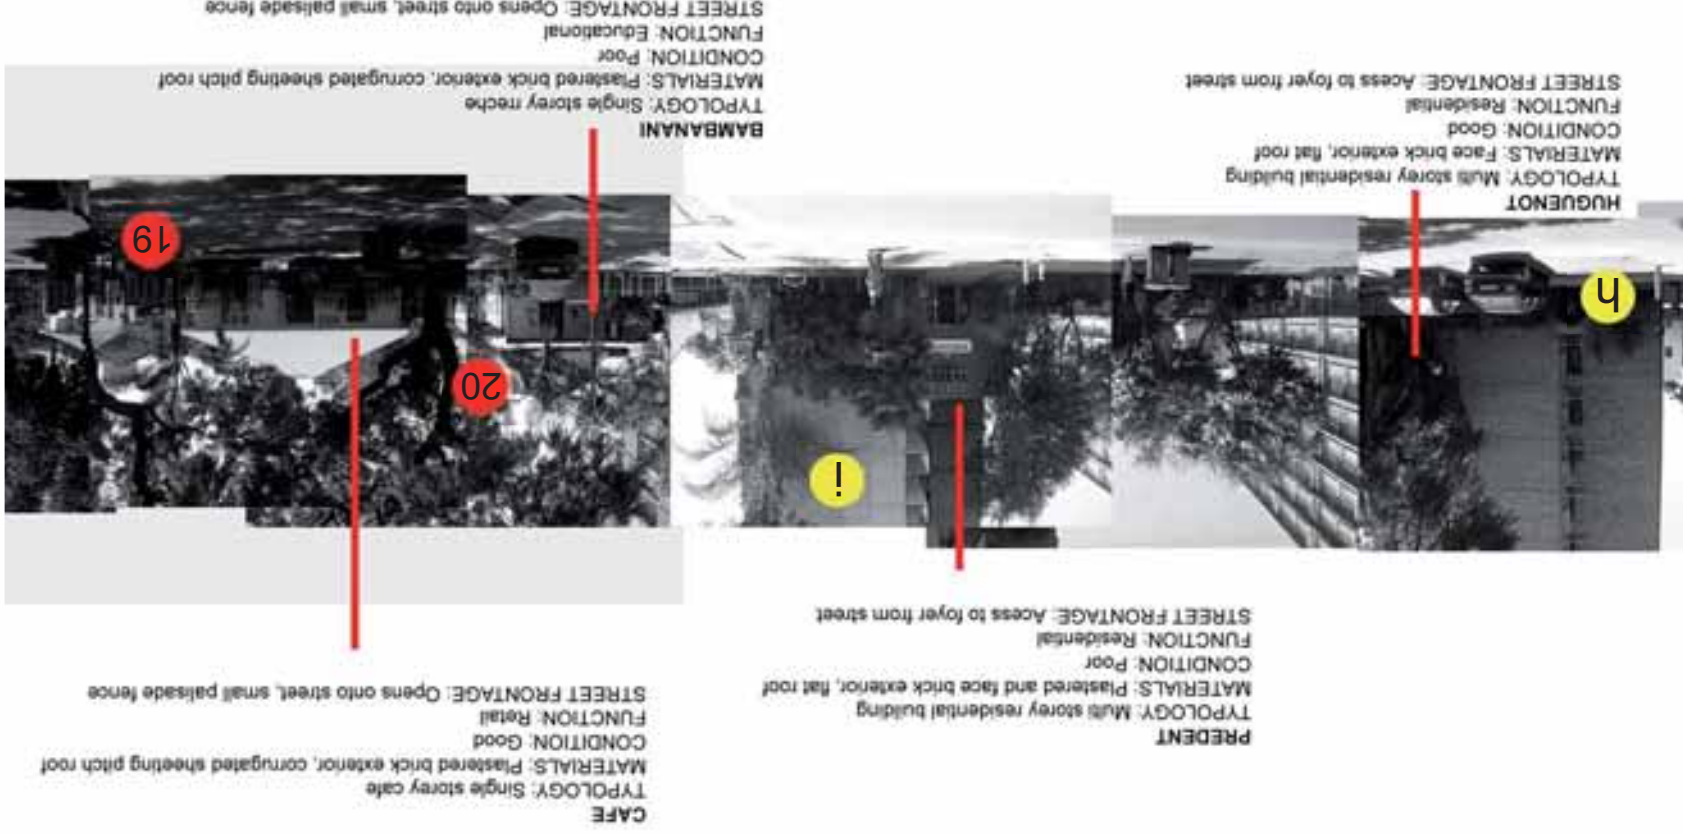 PREDENT
TYPOLOGY: Multi storey residential building
MATERIALS: Plastered and face brick exterior, flat roof
CONDITION: Poor
FUNCTION: Residential
STREET FRONTAGE: Acess to foyer from street
CAFE
TYPOLOGY: Single storey cafe
MATERIALS: Plastered brick exterior, corrugated sheeting pitch roof
CONDITION: Good
FUNCTION: Retail
STREET FRONTAGE: Opens onto street, small palisade fence
h
i
20
19
HUGUENOT
TYPOLOGY: Multi storey residential building
MATERIALS: Face brick exterior, flat roof
CONDITION: Good
FUNCTION: Residential
STREET FRONTAGE: Acess to foyer from street
BAMBANANI
TYPOLOGY: Single storey rreche
MATERIALS: Plastered brick exterior, corrugated sheeting pitch roof
CONDITION: Poor
FUNCTION: Educational
STREET FRONTAGE: Opens onto street, small palisade fence